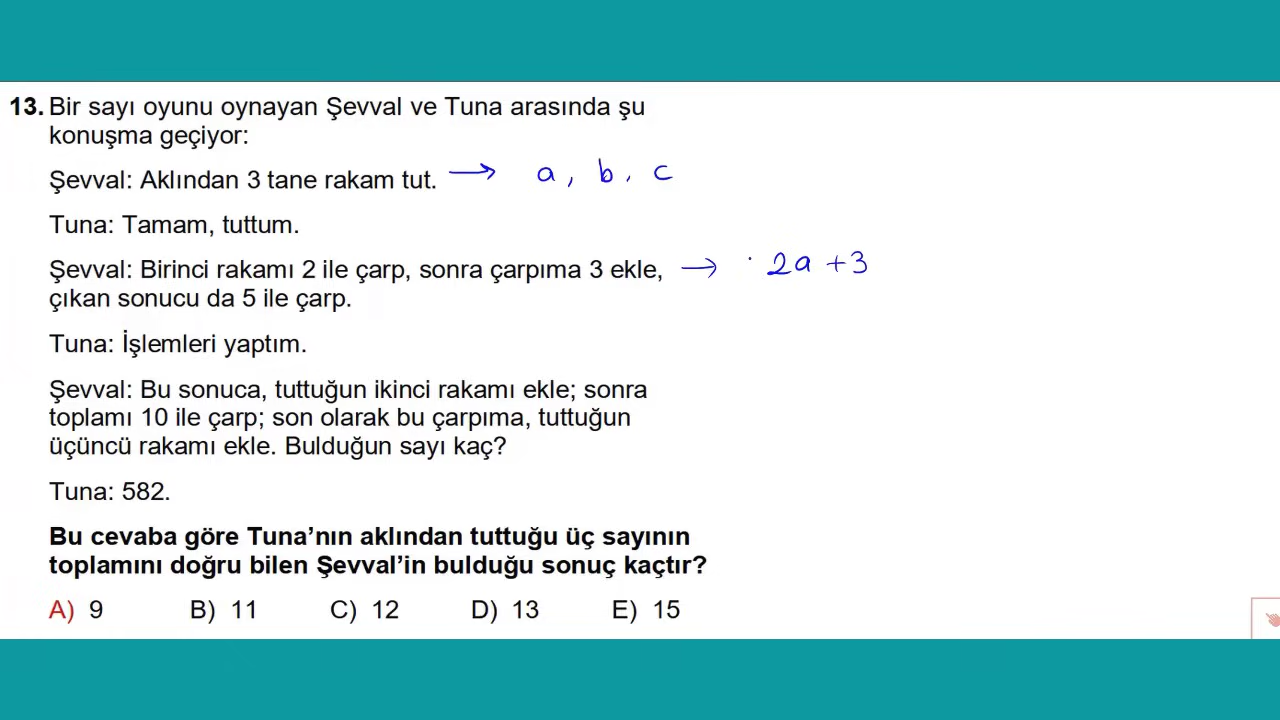 13. Bir sayı oyunu oynayan Şevval ve Tuna arasında şu
konuşma geçiyor:
Şevval: Aklından 3 tane rakam tut. → a, b, c
Tuna: Tamam, tuttum.
Şevval: Birinci rakamı 2 ile çarp, sonra çarpıma 3 ekle, → 2a + 3
çıkan sonucu da 5 ile çarp.
Tuna: İşlemleri yaptım.
Şevval: Bu sonuca, tuttuğun ikinci rakamı ekle; sonra
toplamı 10 ile çarp; son olarak bu çarpıma, tuttuğun
üçüncü rakamı ekle. Bulduğun sayı kaç?
Tuna: 582.
Bu cevaba göre Tuna’nın aklından tuttuğu üç sayının
toplamını doğru bilen Şevval’in bulduğu sonuç kaçtır?
A) 9 B) 11 C) 12 D) 13 E) 15